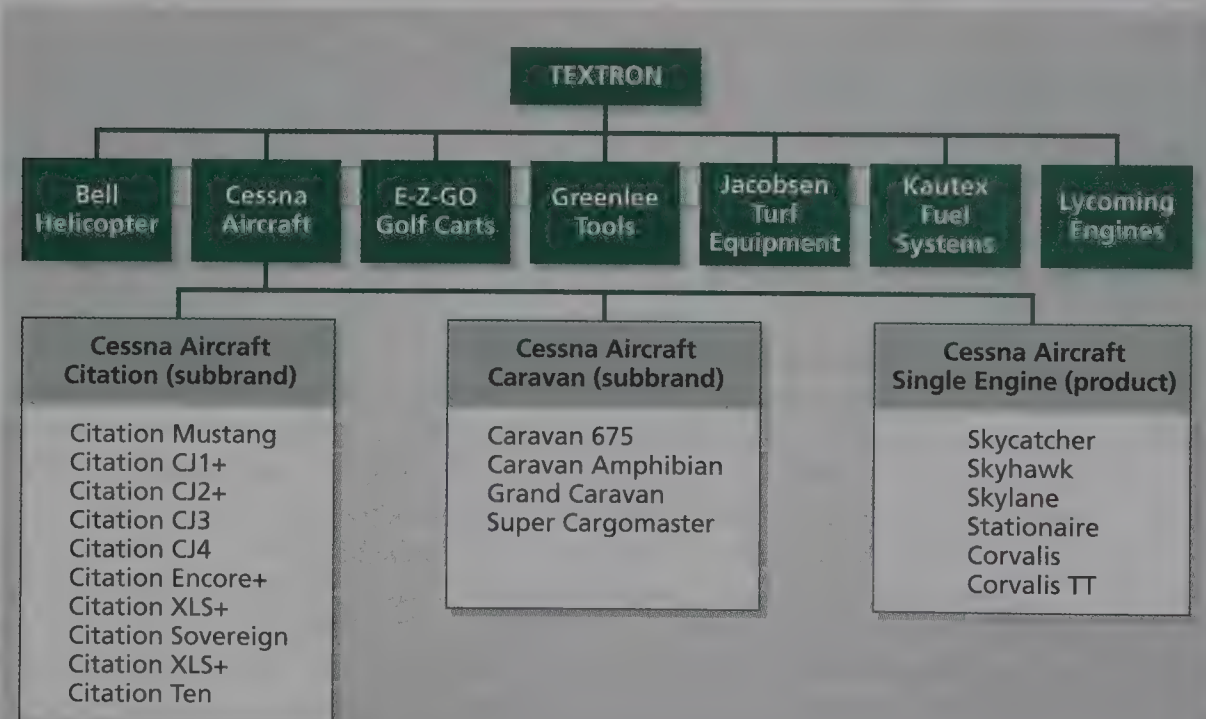 TEXTRON
Bell
Helicopter
Cessna
Aircraft
E-Z-GO
Golf Carts
Greenlee
Tools
Jacobsen
Turf
Equipment
Kautex
Fuel
Systems
Lycoming
Engines
Cessna Aircraft
Citation (subbrand)
Citation Mustang
Citation CJ1+
Citation CJ2+
Citation CJ3
Citation CJ4
Citation Encore+
Citation XLS+
Citation Sovereign
Citation XLS+
Citation Ten
Cessna Aircraft
Caravan (subbrand)
Caravan 675
Caravan Amphibian
Grand Caravan
Super Cargomaster
Cessna Aircraft
Single Engine (product)
Skycatcher
Skyhawk
Skylane
Stationaire
Corvalis
Corvalis TT